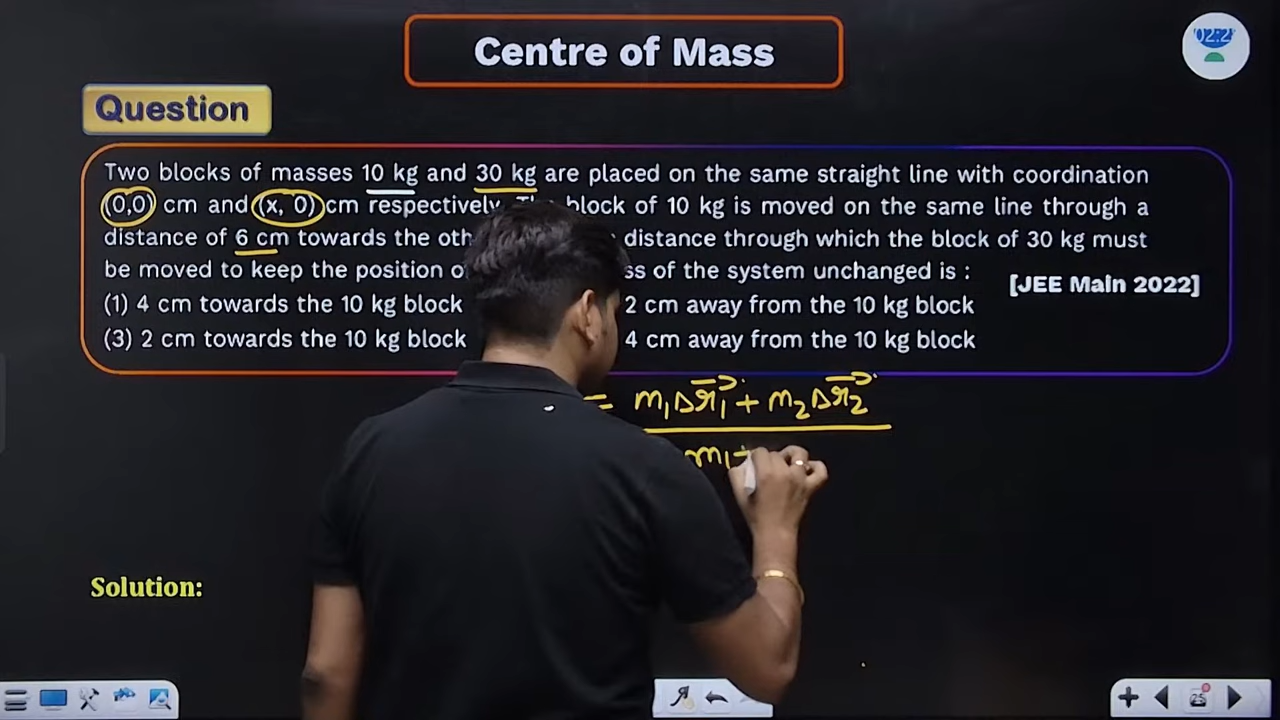 Centre of Mass
Question
Two blocks of masses 10 kg and 30 kg are placed on the same straight line with coordination
(0,0) cm and (x, 0) cm respectively. block of 10 kg is moved on the same line through a
distance of 6 cm towards the distance through which the block of 30 kg must
be moved to keep the position of the system unchanged is :
[JEE Main 2022]
(1) 4 cm towards the 10 kg block 2 cm away from the 10 kg block
(3) 2 cm towards the 10 kg block 4 cm away from the 10 kg block
= m₁Δr⃗₁ + m₂Δr⃗₂
m₁+
Solution:
25